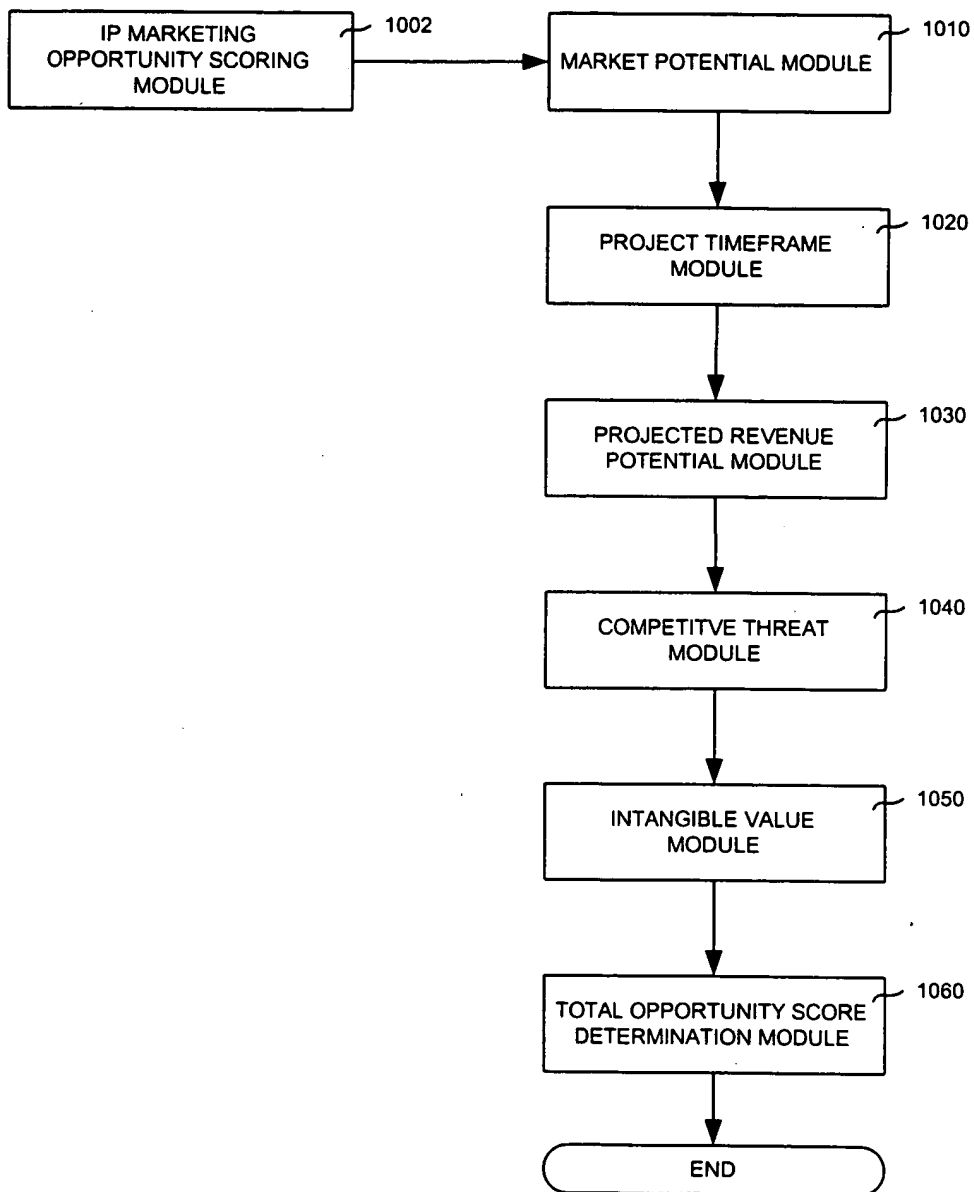 IP MARKETING
OPPORTUNITY SCORING
MODULE
1002
MARKET POTENTIAL MODULE
1010
PROJECT TIMEFRAME
MODULE
1020
PROJECTED REVENUE
POTENTIAL MODULE
1030
COMPETITVE THREAT
MODULE
1040
INTANGIBLE VALUE
MODULE
1050
TOTAL OPPORTUNITY SCORE
DETERMINATION MODULE
1060
END